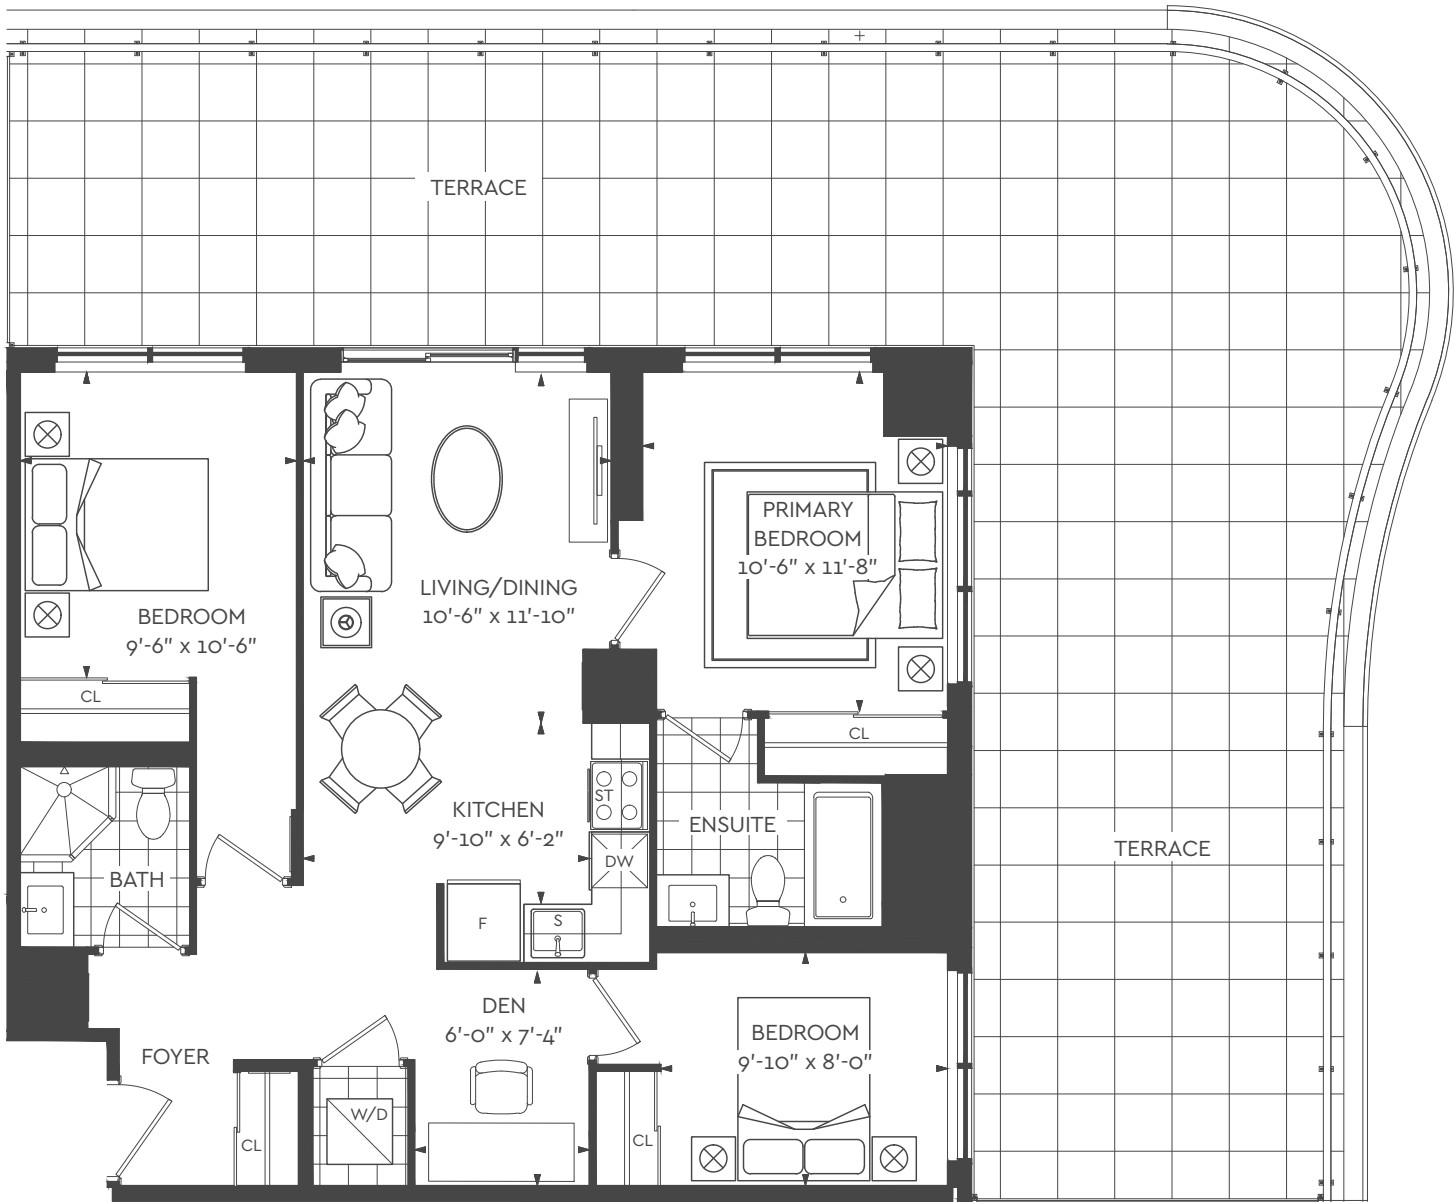 TERRACE
PRIMARY
BEDROOM
10'-6" x 11'-8"
LIVING/DINING
10'-6" x 11'-10"
BEDROOM
9'-6" x 10'-6"
CL
CL
ST
KITCHEN
9'-10" x 6'-2"
ENSUITE
TERRACE
DW
BATH
F
S
DEN
6'-0" x 7'-4"
BEDROOM
9'-10" x 8'-0"
FOYER
W/D
CL
CL